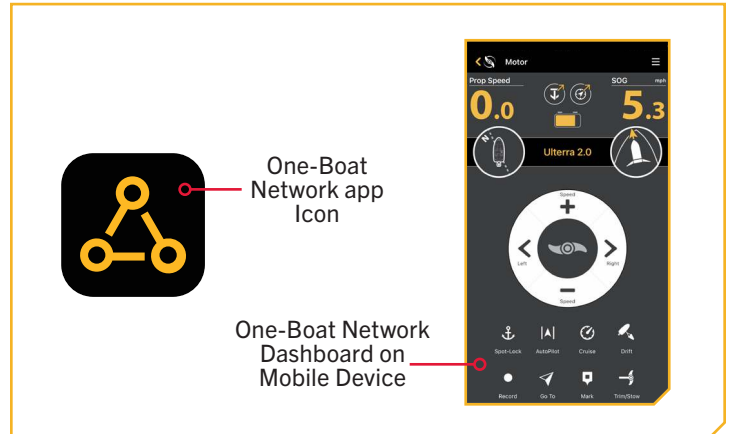 Motor
Prop Speed
SOG mph
0.0
5.3
N
Ulterra 2.0
One-Boat
Network app
Icon
Speed
Left
Right
Speed
One-Boat Network
Dashboard on
Mobile Device
Spot-Lock AutoPilot Cruise Drift
Record Go To Mark Trim/Stow